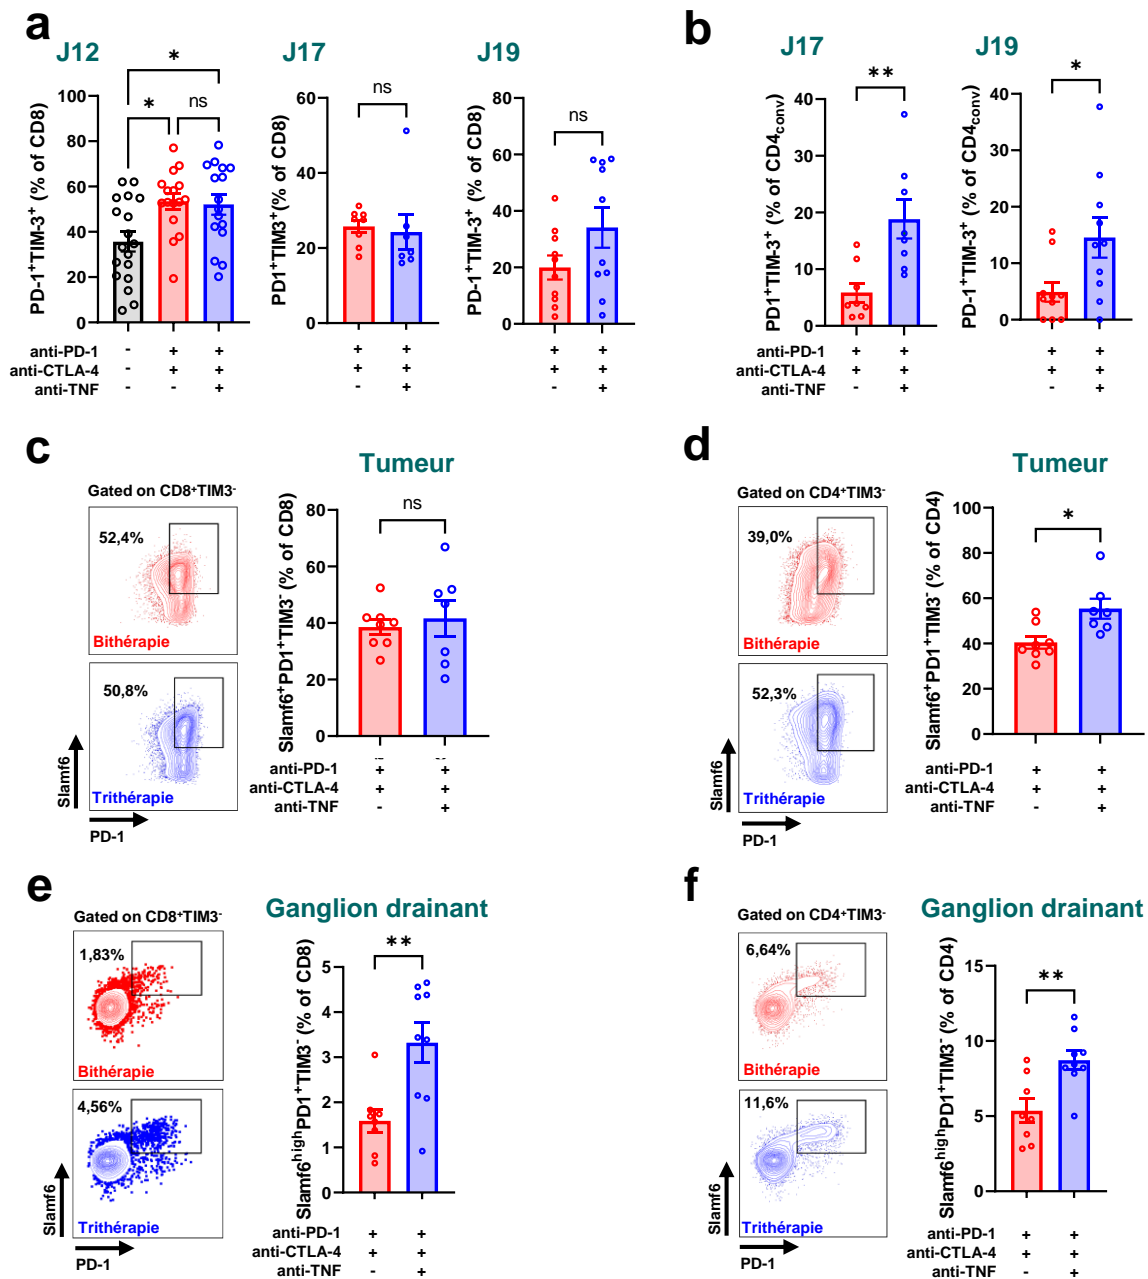 a
J12
J17
J19
PD-1⁺TIM-3⁺ (% of CD8)
100
80
60
40
20
0
*
*
ns
PD1⁺TIM3⁺(% of CD8)
60
40
20
0
ns
PD-1⁺TIM-3⁺ (% of CD8)
80
60
40
20
0
ns
anti-PD-1 - + + + + + +
anti-CTLA-4 - + + + + + +
anti-TNF - - + - + - +
b
J17
J19
PD1⁺TIM-3⁺ (% of CD4conv)
40
30
20
10
0
**
PD-1⁺TIM-3⁺ (% of CD4conv)
40
20
0
*
anti-PD-1 + + + +
anti-CTLA-4 + + + +
anti-TNF - + - +
c
Tumeur
Gated on CD8⁺TIM3⁻
52,4%
Bithérapie
50,8%
Trithérapie
Slamf6
PD-1
Slamf6⁺PD1⁺TIM3⁻(% of CD8)
80
60
40
20
0
ns
anti-PD-1 + +
anti-CTLA-4 + +
anti-TNF - +
d
Tumeur
Gated on CD4⁺TIM3⁻
39,0%
Bithérapie
52,3%
Trithérapie
Slamf6
PD-1
Slamf6⁺PD1⁺TIM3⁻(% of CD4)
100
80
60
40
20
0
*
anti-PD-1 + +
anti-CTLA-4 + +
anti-TNF - +
e
Ganglion drainant
Gated on CD8⁺TIM3⁻
1,83%
Bithérapie
4,56%
Trithérapie
Slamf6
PD-1
Slamf6ʰⁱᵍʰPD1⁺TIM3⁻(% of CD8)
5
4
3
2
1
0
**
anti-PD-1 + +
anti-CTLA-4 + +
anti-TNF - +
f
Ganglion drainant
Gated on CD4⁺TIM3⁻
6,64%
Bithérapie
11,6%
Trithérapie
Slamf6
PD-1
Slamf6ʰⁱᵍʰPD1⁺TIM3⁻(% of CD4)
15
10
5
0
**
anti-PD-1 + +
anti-CTLA-4 + +
anti-TNF - +